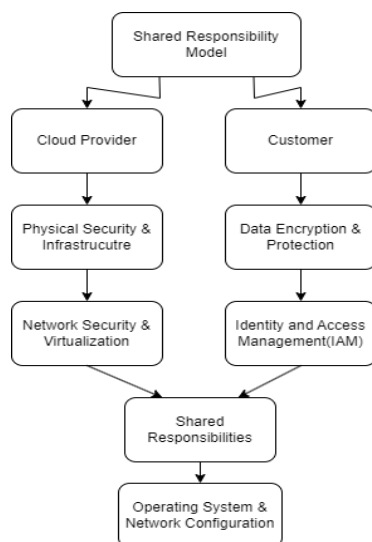 Shared Responsibility
Model
Cloud Provider
Customer
Physical Security &
Infrastrucutre
Data Encryption &
Protection
Network Security &
Virtualization
Identity and Access
Management(IAM)
Shared
Responsibilities
Operating System &
Network Configuration